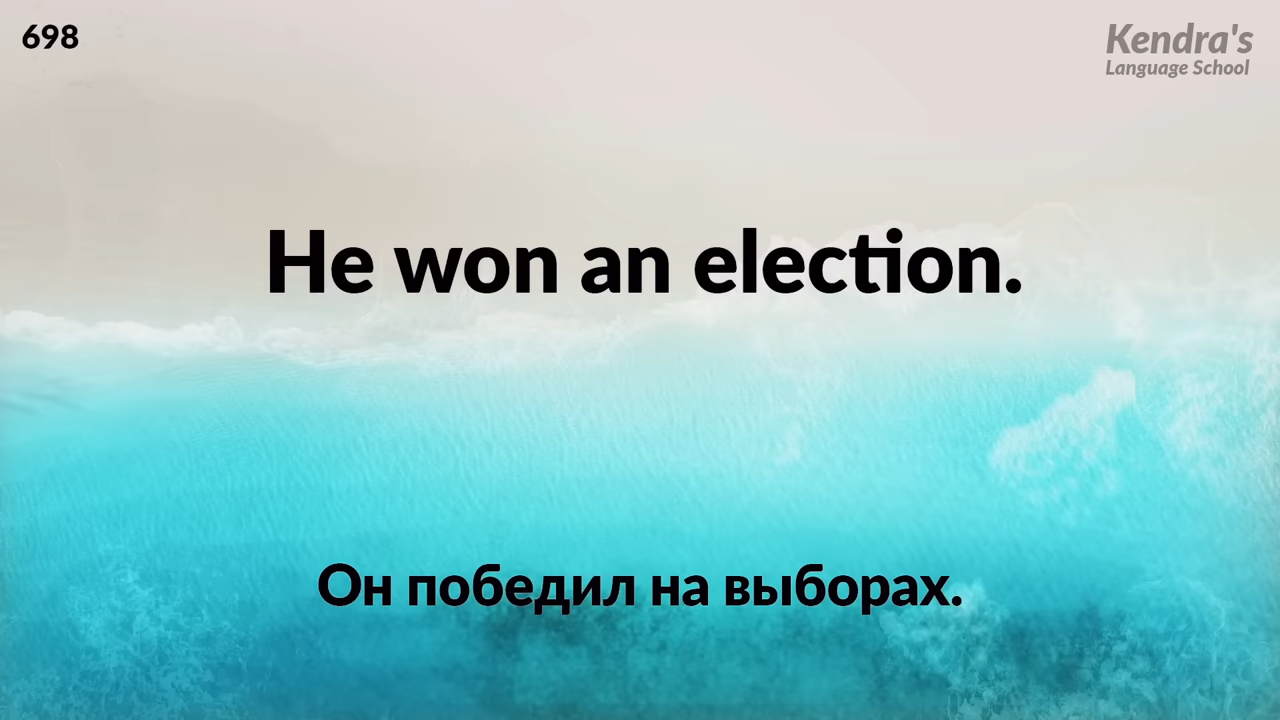 698
Kendra's
Language School
He won an election.
Он победил на выборах.